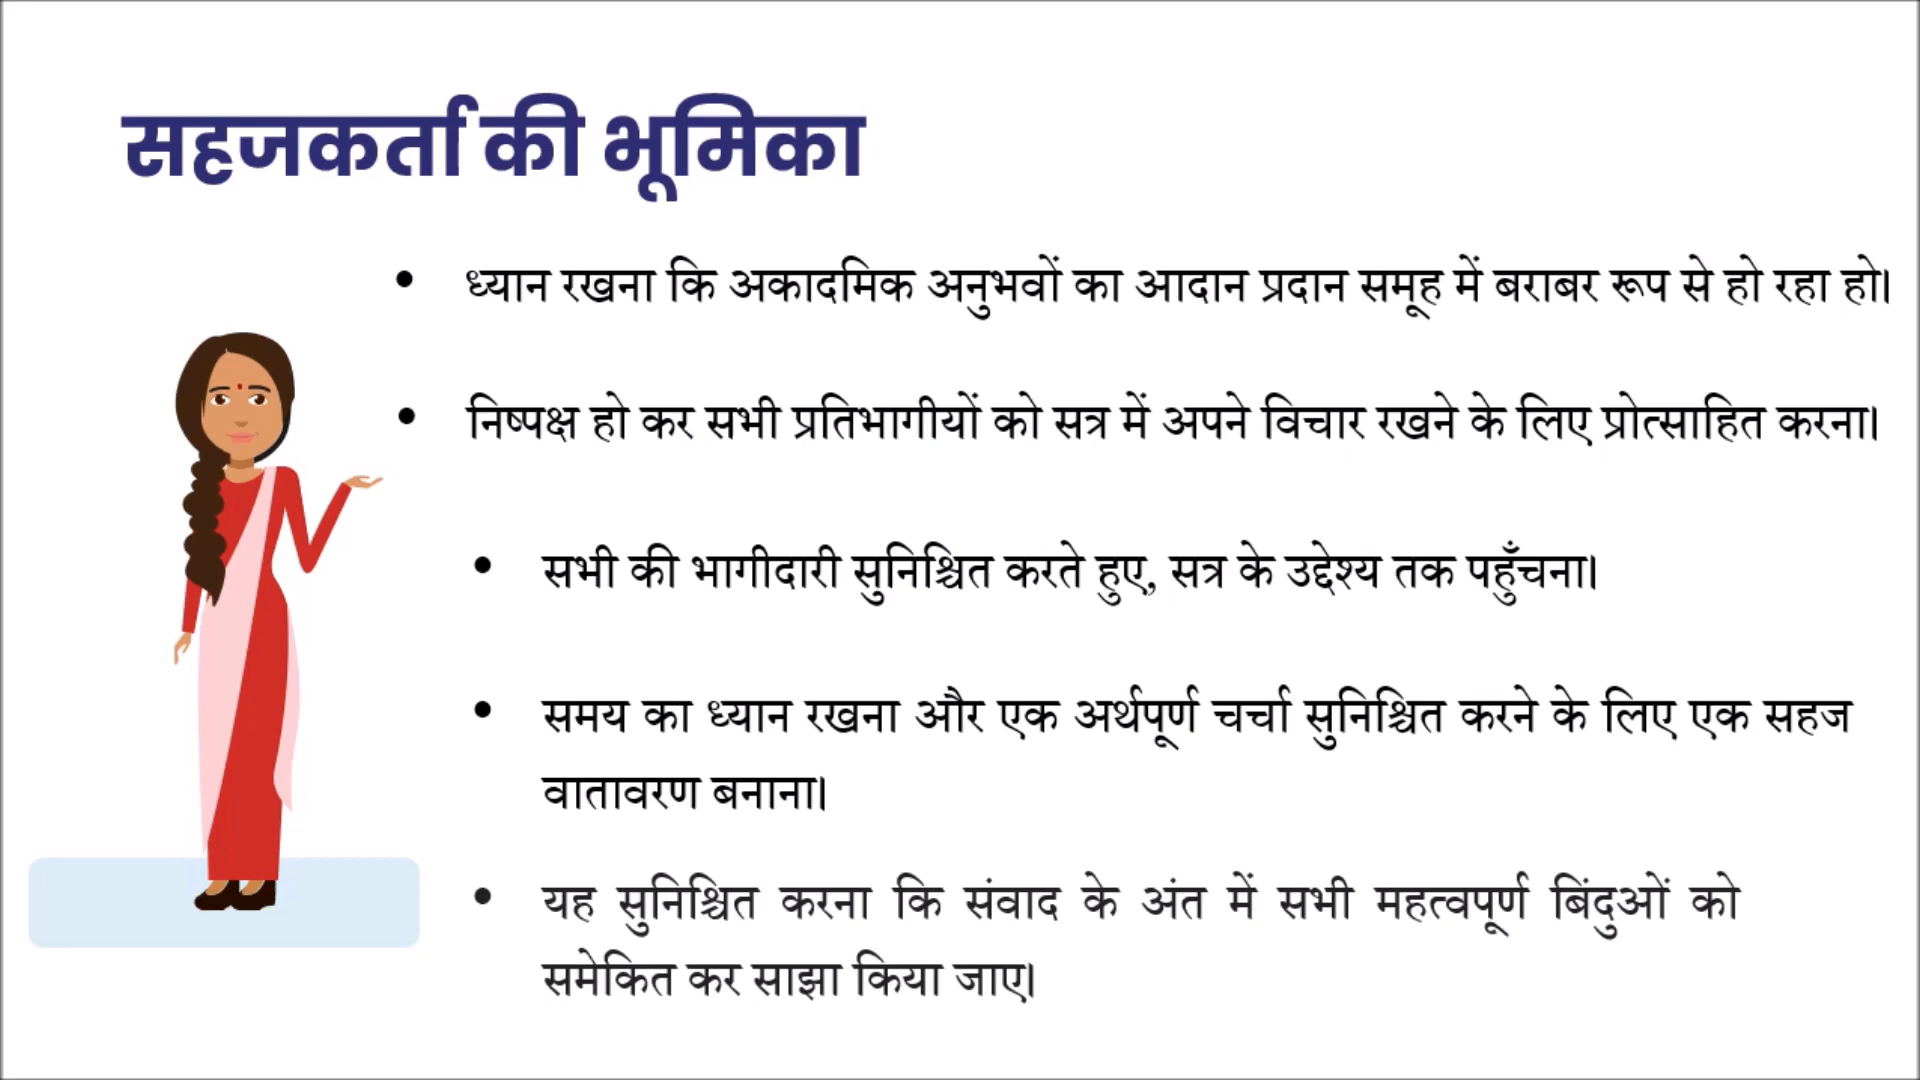 सहजकर्ता की भूमिका
• ध्यान रखना कि अकादमिक अनुभवों का आदान प्रदान समूह में बराबर रूप से हो रहा हो।
• निष्पक्ष हो कर सभी प्रतिभागीयों को सत्र में अपने विचार रखने के लिए प्रोत्साहित करना।
• सभी की भागीदारी सुनिश्चित करते हुए, सत्र के उद्देश्य तक पहुँचना।
• समय का ध्यान रखना और एक अर्थपूर्ण चर्चा सुनिश्चित करने के लिए एक सहज
वातावरण बनाना।
• यह सुनिश्चित करना कि संवाद के अंत में सभी महत्वपूर्ण बिंदुओं को
समेकित कर साझा किया जाए।